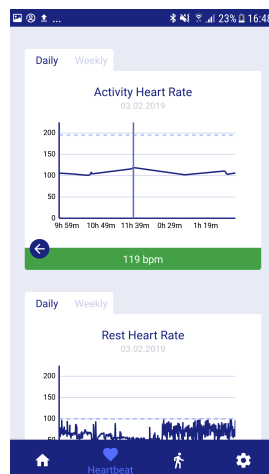 ... 23% 16:48
Daily Weekly
Activity Heart Rate
03.02.2019
200
150
100
50
0
9h 59m 10h 49m 11h 39m 0h 29m 1h 19m
119 bpm
Daily Weekly
Rest Heart Rate
03.02.2019
200
150
100
50
Heartbeat